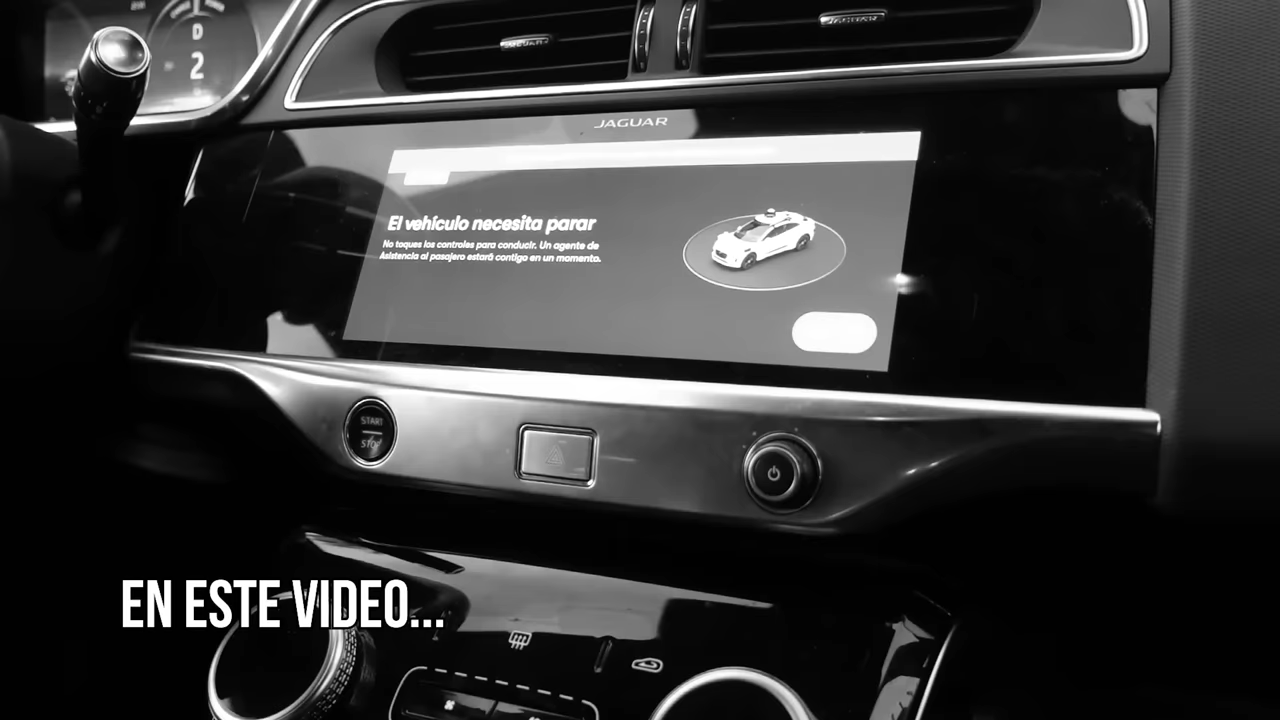 D
2
JAGUAR
JAGUAR
JAGUAR
El vehículo necesita parar
No toques los controles para conducir. Un agente de
Asistencia al pasajero estará contigo en un momento.
START
STOP
EN ESTE VIDEO...